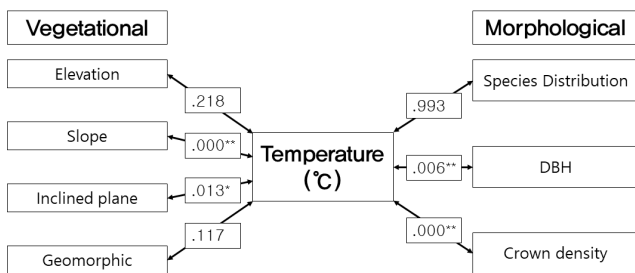 Vegetational
Morphological
Elevation
Species Distribution
.218
.993
Slope
.000**
Temperature
(℃)
.006**
DBH
Inclined plane
.013*
.117
.000**
Geomorphic
Crown density